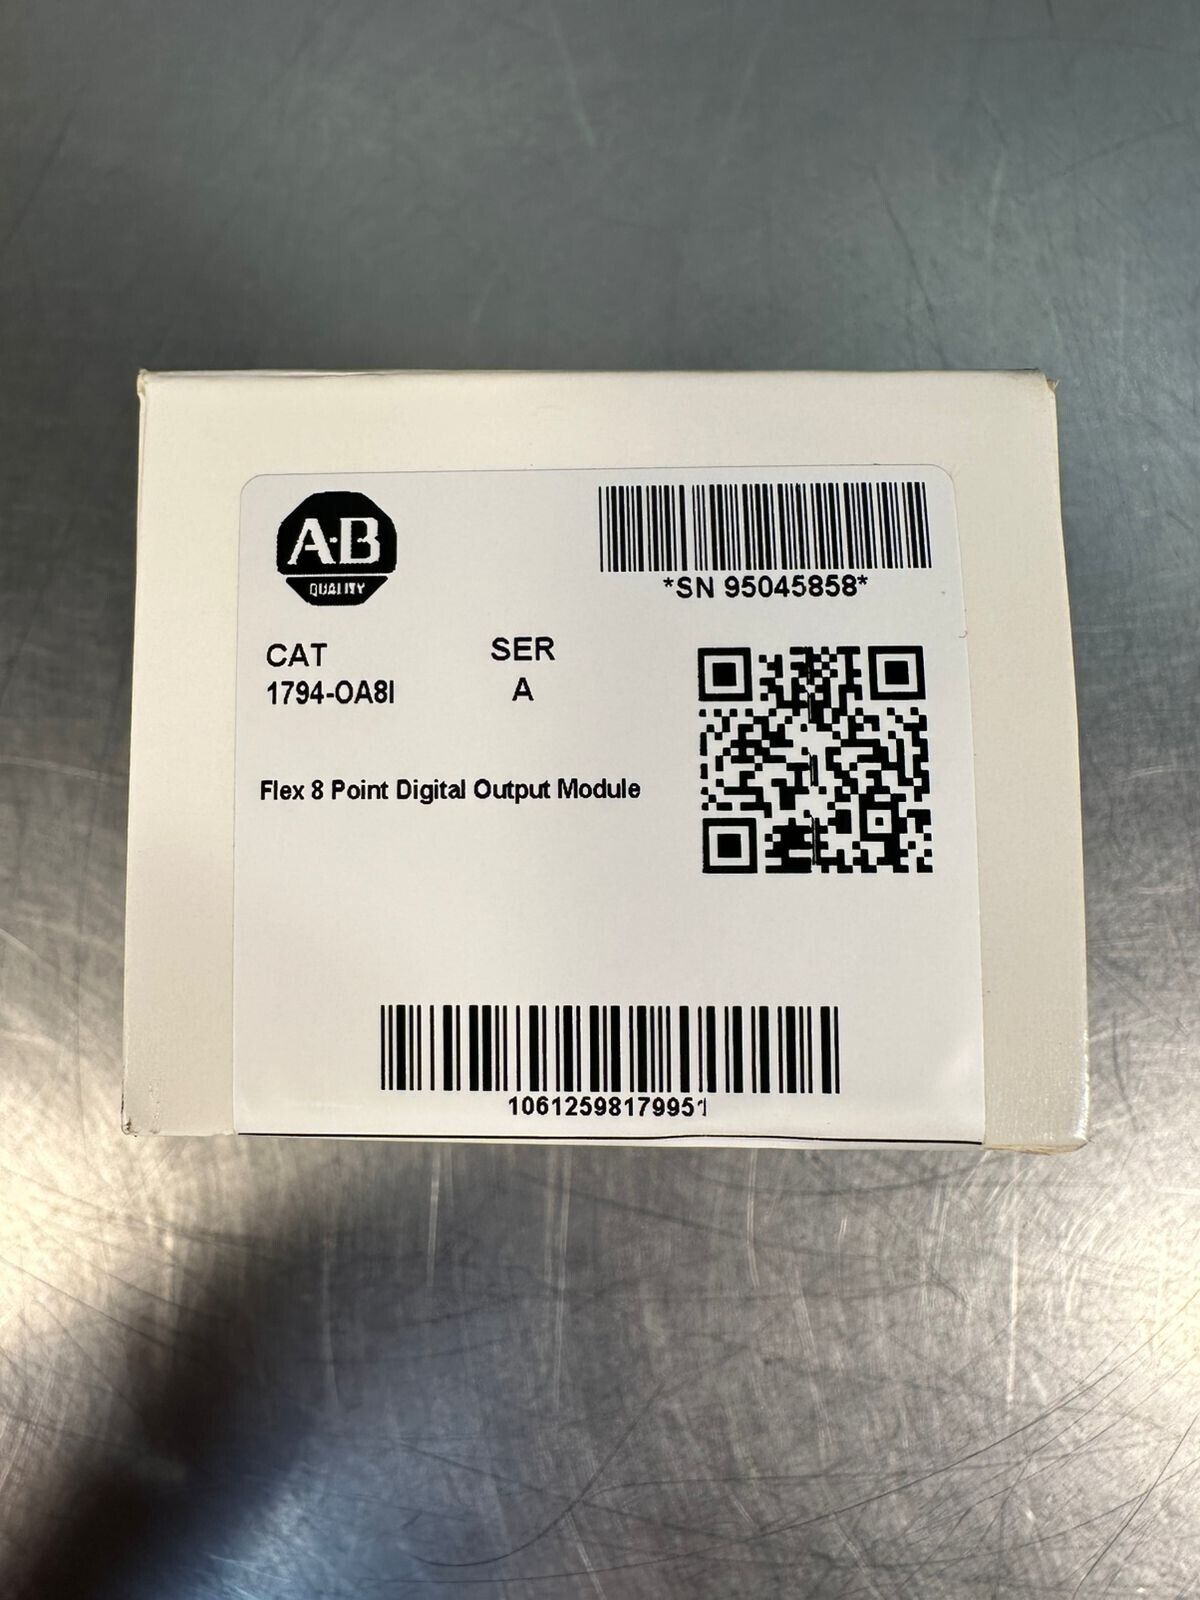 A-B
QUALITY
*SN 95045858*
CAT SER
1794-OA8I A
Flex 8 Point Digital Output Module
10612598179951